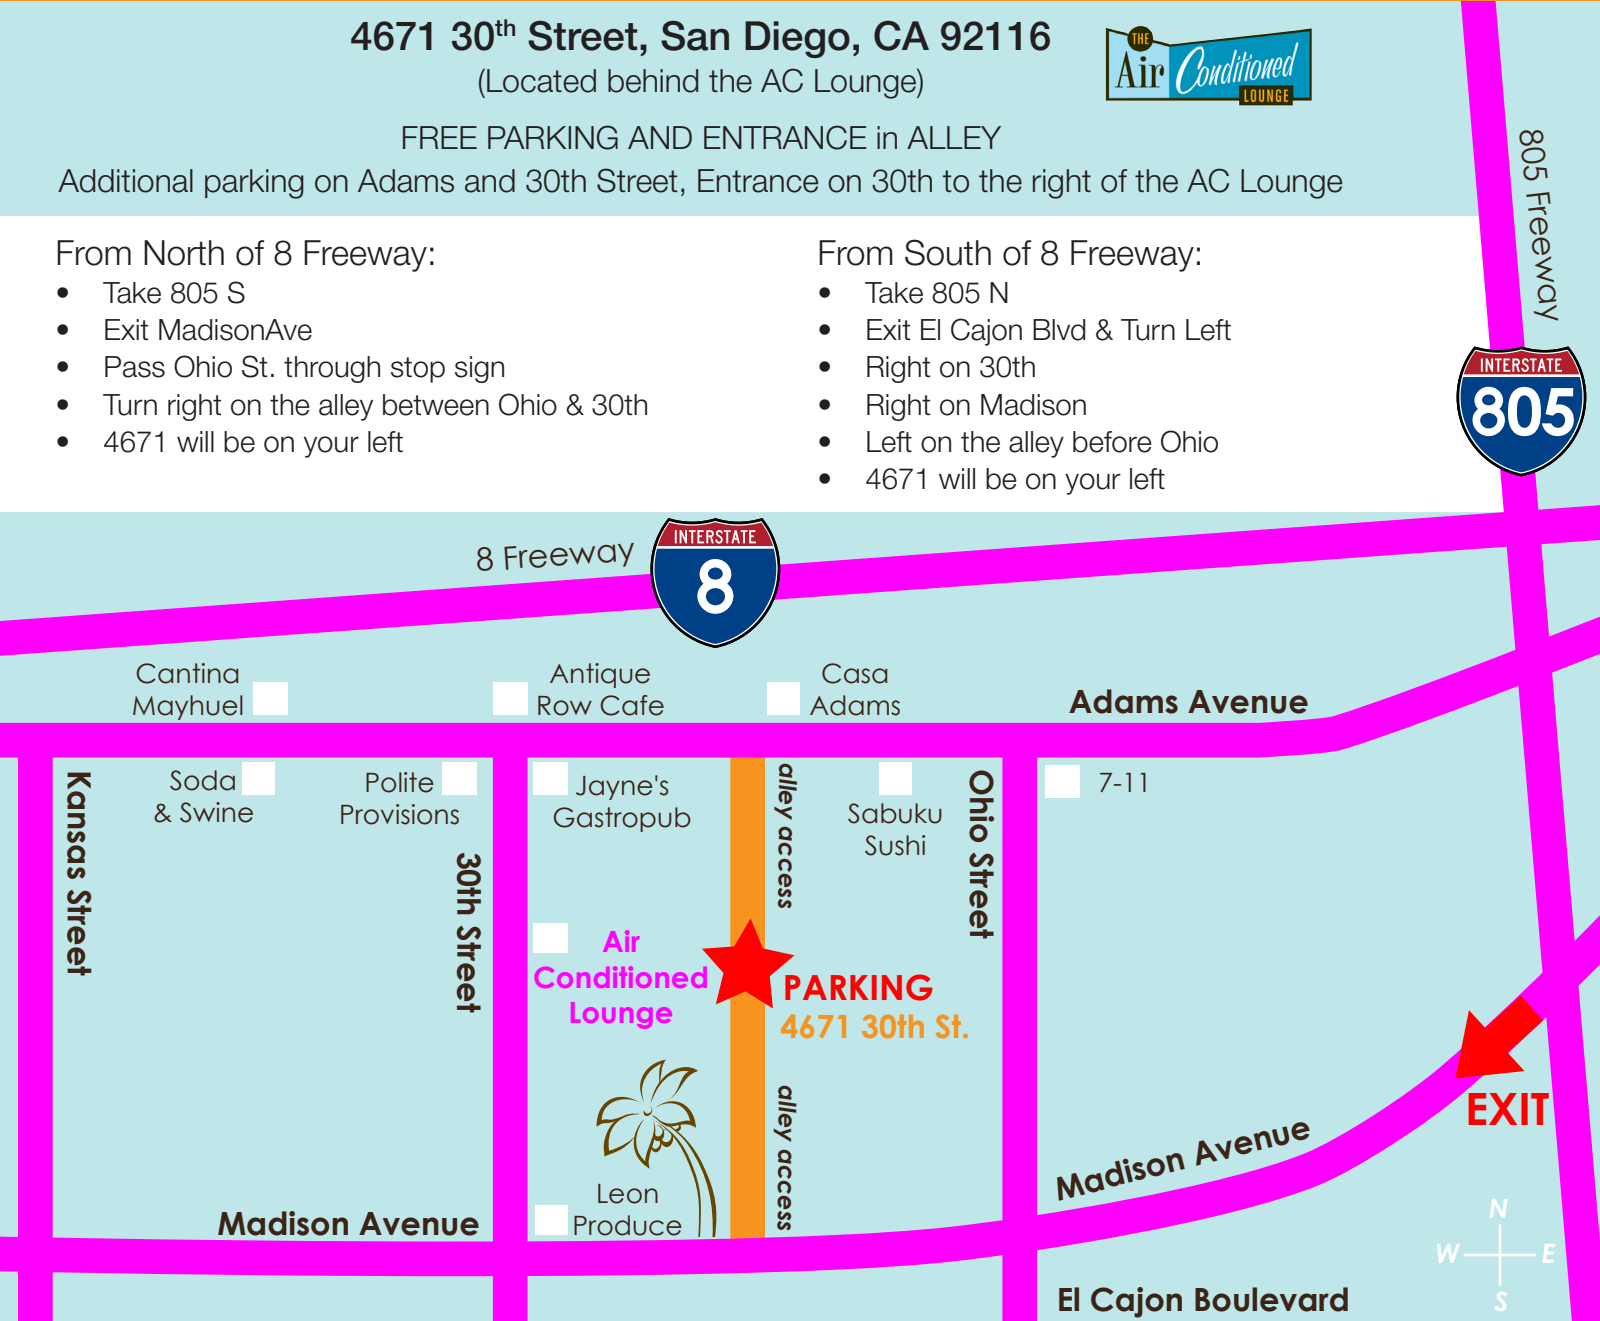 4671 30th Street, San Diego, CA 92116
(Located behind the AC Lounge)
THE
Air Conditioned
LOUNGE
FREE PARKING AND ENTRANCE in ALLEY
Additional parking on Adams and 30th Street, Entrance on 30th to the right of the AC Lounge
805 Freeway
From North of 8 Freeway:
• Take 805 S
• Exit MadisonAve
• Pass Ohio St. through stop sign
• Turn right on the alley between Ohio & 30th
• 4671 will be on your left
From South of 8 Freeway:
• Take 805 N
• Exit El Cajon Blvd & Turn Left
• Right on 30th
• Right on Madison
• Left on the alley before Ohio
• 4671 will be on your left
INTERSTATE
805
8 Freeway
INTERSTATE
8
Cantina
Mayhuel
Antique
Row Cafe
Casa
Adams
Adams Avenue
Kansas Street
Soda
& Swine
Polite
Provisions
30th Street
Jayne's
Gastropub
alley access
Sabuku
Sushi
Ohio Street
7-11
Air
Conditioned
Lounge
PARKING
4671 30th St.
alley access
EXIT
Madison Avenue
Leon
Produce
Madison Avenue
N
W E
S
El Cajon Boulevard